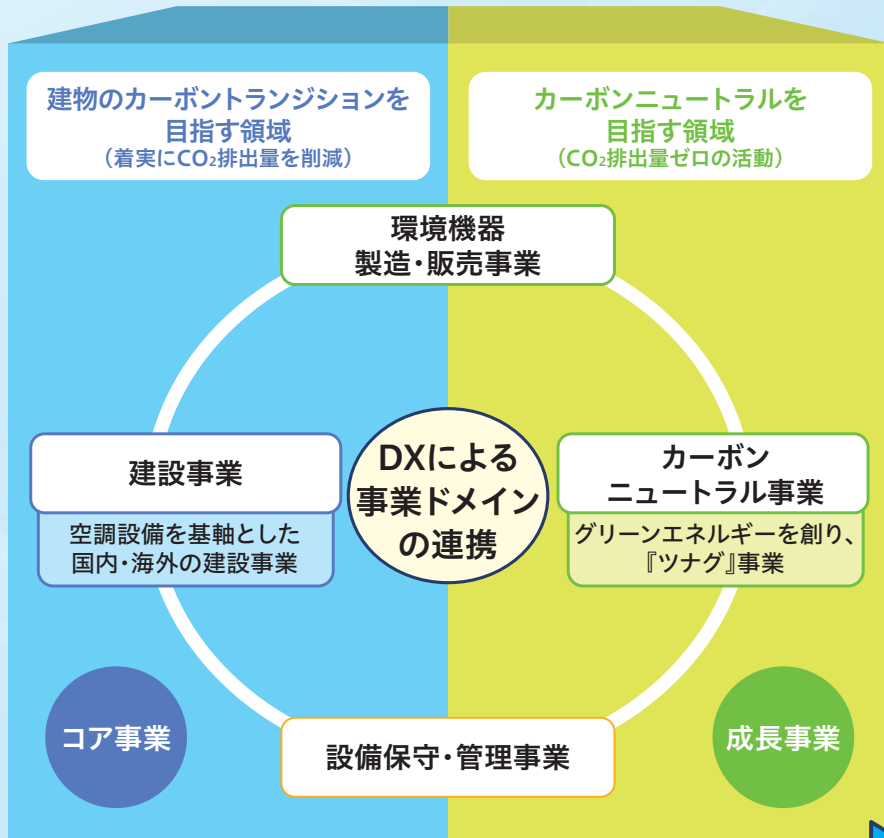 建物のカーボントランジションを
目指す領域
（着実にCO₂排出量を削減）
カーボンニュートラルを
目指す領域
（CO₂排出量ゼロの活動）
環境機器
製造・販売事業
建設事業
空調設備を基軸とした
国内・海外の建設事業
DXによる
事業ドメイン
の連携
カーボン
ニュートラル事業
グリーンエネルギーを創り、
『ツナグ』事業
コア事業
設備保守・管理事業
成長事業